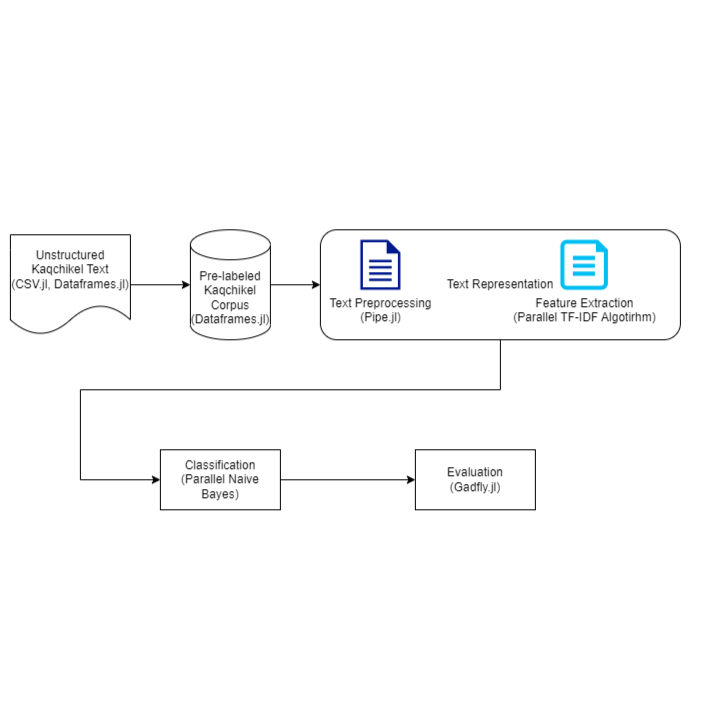 Unstructured
Kaqchikel Text
(CSV.jl, Dataframes.jl)
Pre-labeled
Kaqchikel
Corpus
(Dataframes.jl)
Text Preprocessing
(Pipe.jl)
Text Representation
Feature Extraction
(Parallel TF-IDF Algotirhm)
Classification
(Parallel Naive
Bayes)
Evaluation
(Gadfly.jl)